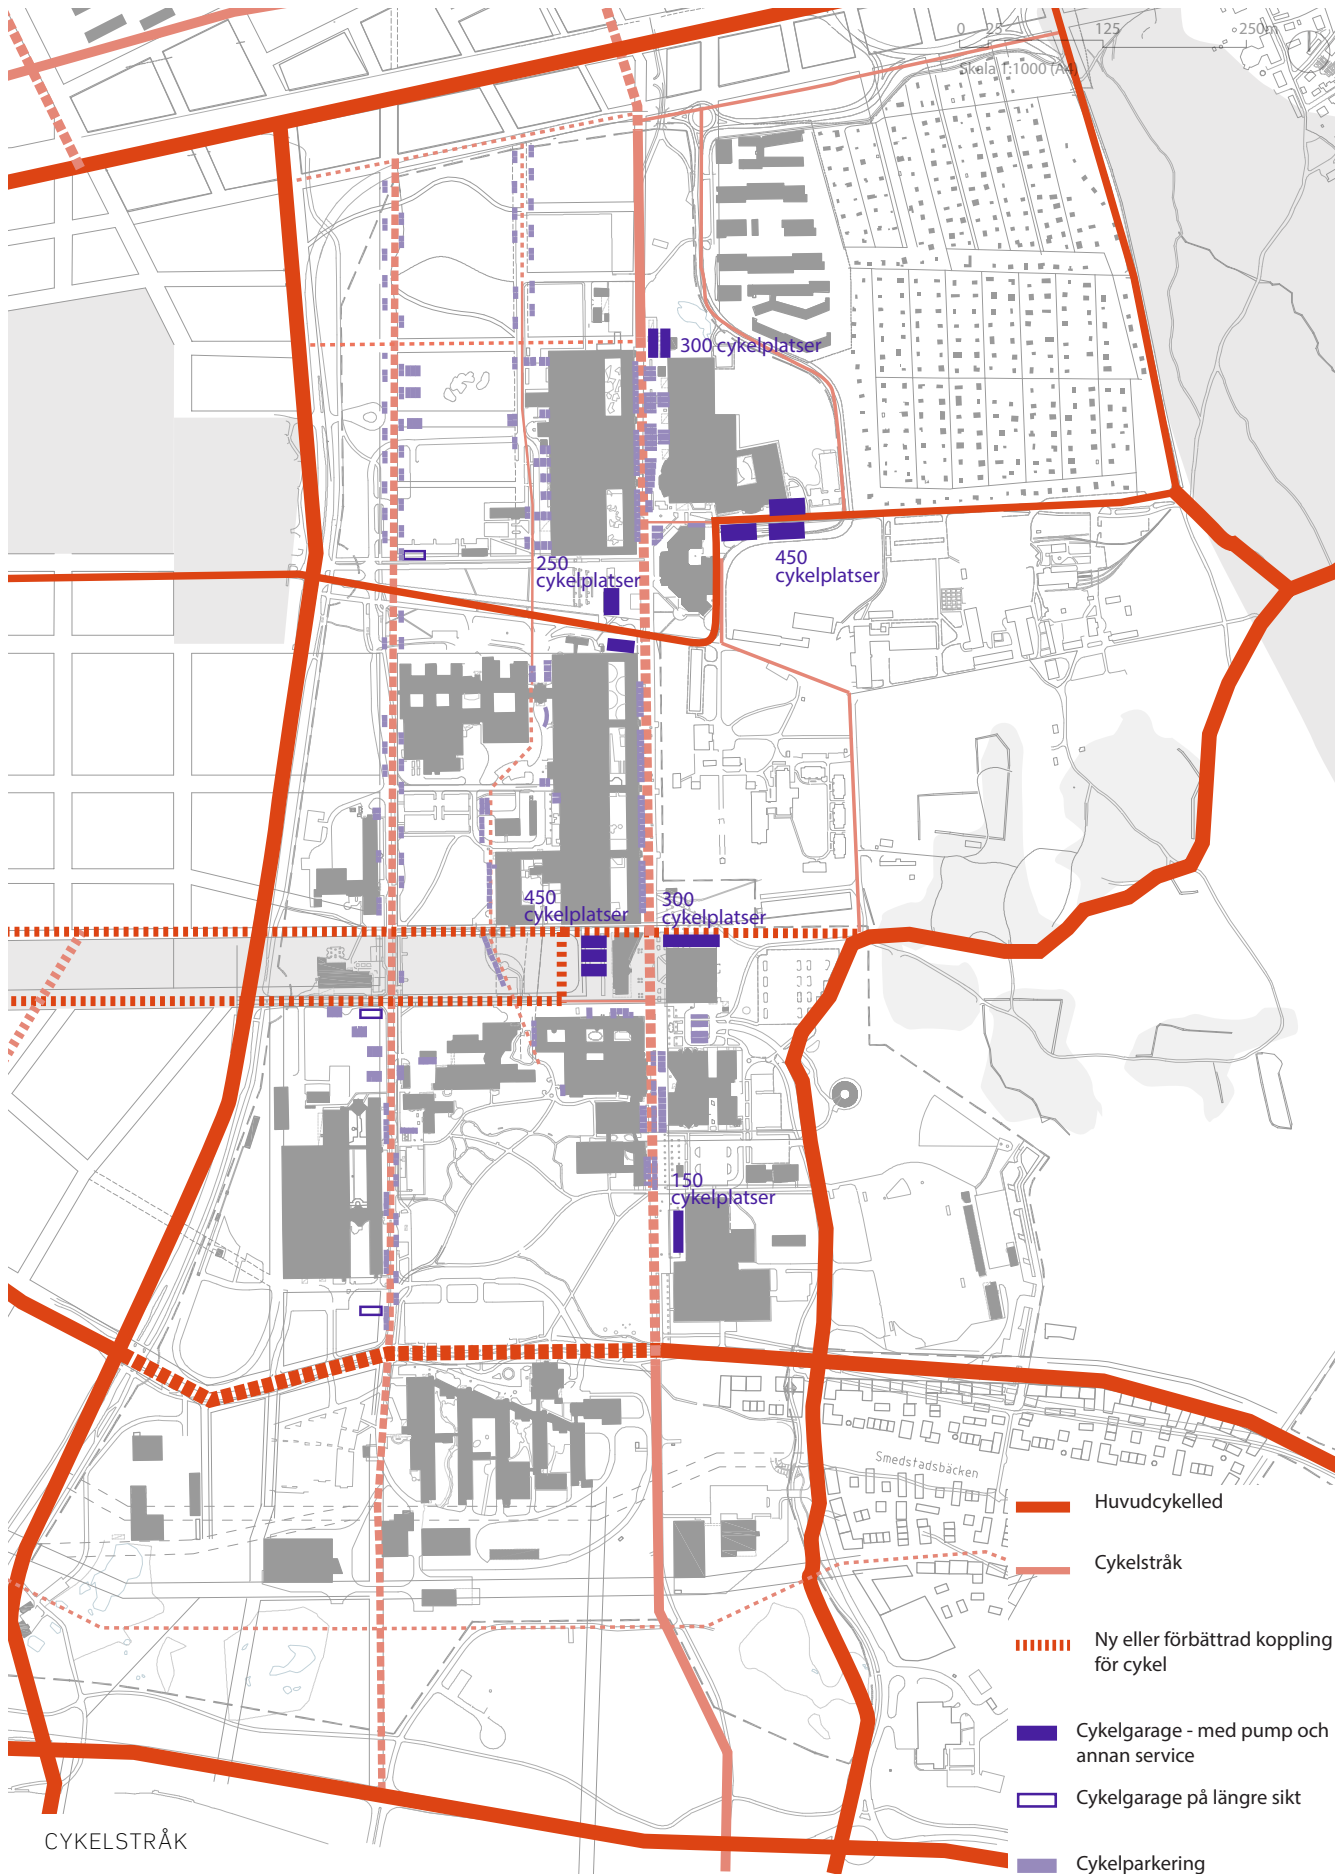 0 25 125 250m
Skala 1:1000 (A4)
300 cykelplatser
250
cykelplatser
450
cykelplatser
450
cykelplatser
300
cykelplatser
150
cykelplatser
Smedstadsbäcken
Huvudcykelled
Cykelstråk
Ny eller förbättrad koppling
för cykel
Cykelgarage - med pump och
annan service
Cykelgarage på längre sikt
Cykelparkering
CYKELSTRÅK